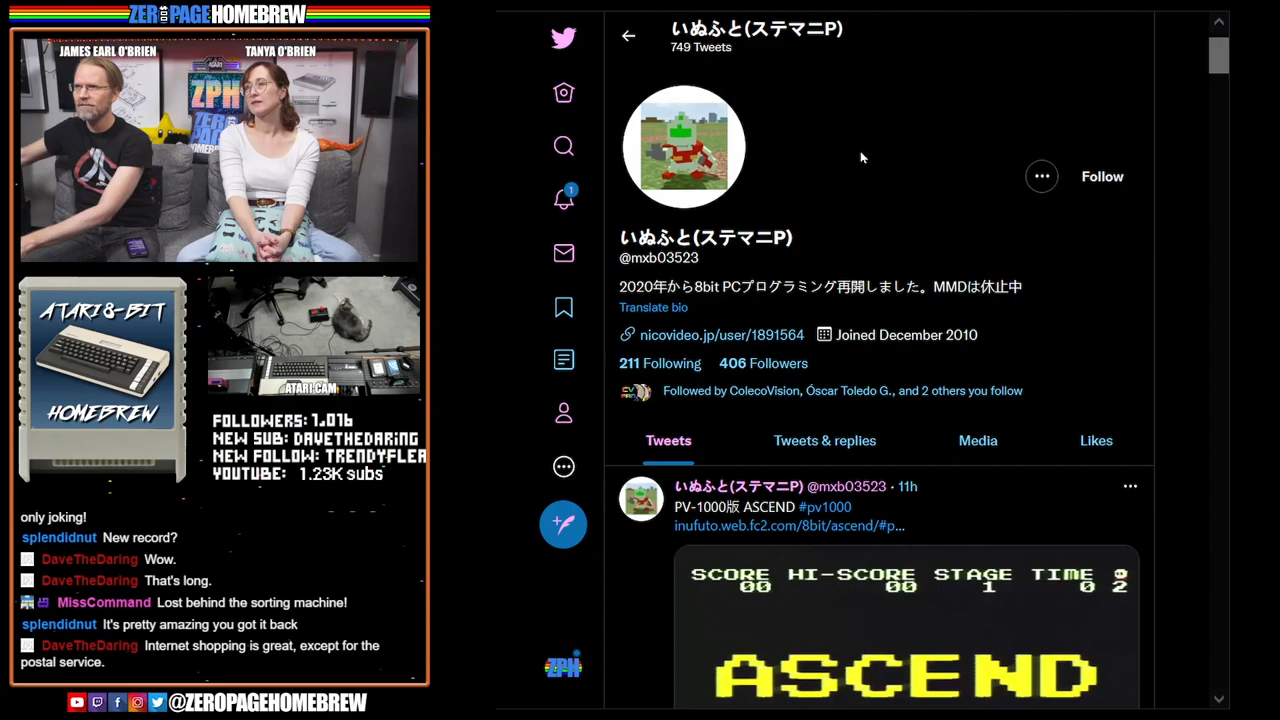 ZEROPAGE HOMEBREW
JAMES EARL O'BRIEN
TANYA O'BRIEN
ATARI
ZPH
ZERO
PAGE
ATARI 8-BIT
HOMEBREW
ATARI CAM
FOLLOWERS: 1,016
NEW SUB: DAVETHEDARING
NEW FOLLOW: TRENDYFLEA
YOUTUBE: 1.23K subs
only joking!
splendidnut New record?
DaveTheDaring Wow.
DaveTheDaring That's long.
MissCommand Lost behind the sorting machine!
splendidnut It's pretty amazing you got it back
DaveTheDaring Internet shopping is great, except for the
postal service.
@ZEROPAGEHOMEBREW
いぬふと(ステマニP)
749 Tweets
Follow
いぬふと(ステマニP)
@mxb03523
2020年から8bit PCプログラミング再開しました。MMDは休止中
Translate bio
nicovideo.jp/user/1891564 Joined December 2010
211 Following 406 Followers
Followed by ColecoVision, Óscar Toledo G., and 2 others you follow
Tweets Tweets & replies Media Likes
いぬふと(ステマニP) @mxb03523 · 11h
PV-1000版 ASCEND #pv1000
inufuto.web.fc2.com/8bit/ascend/#p...
SCORE HI-SCORE STAGE TIME
00 00 1 0 2
ASCEND
1
ZPH